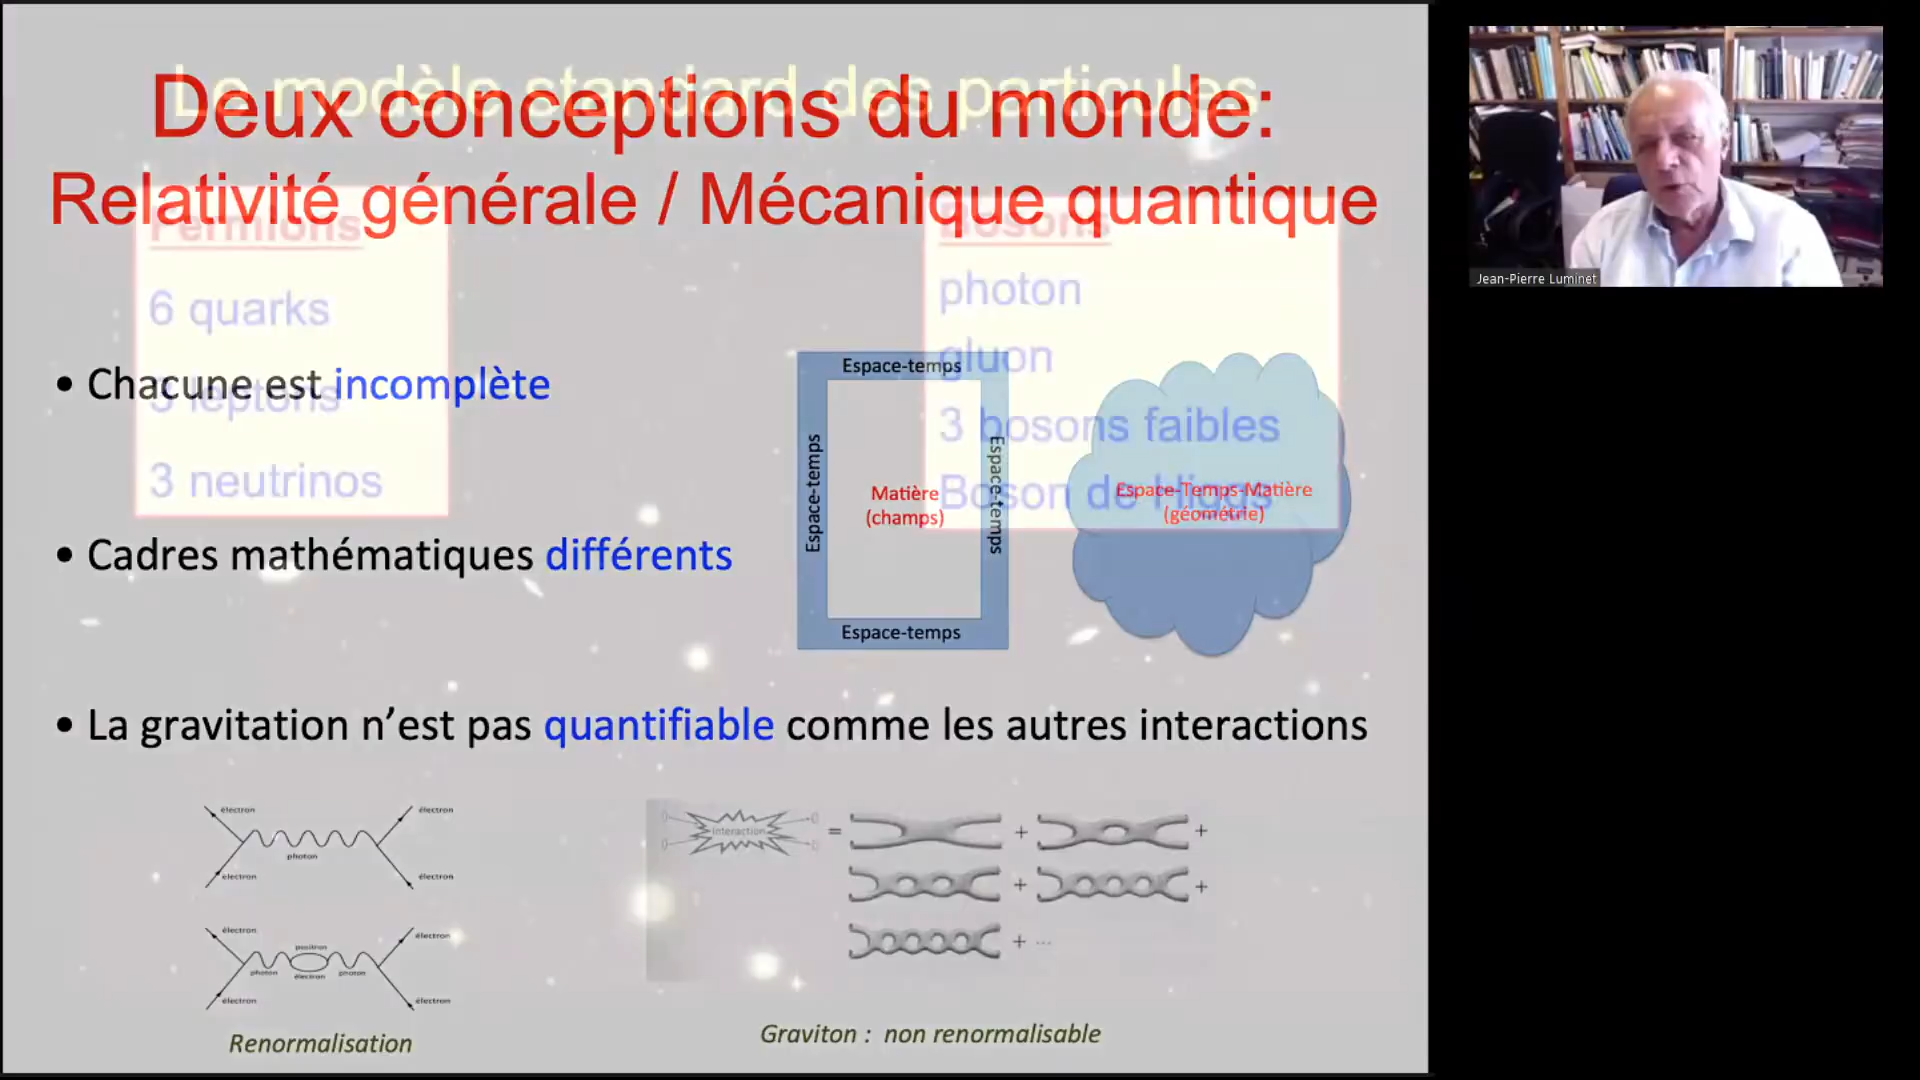 Le modèle standard des particules
Deux conceptions du monde:
Relativité générale / Mécanique quantique
Fermions
6 quarks
3 leptons
3 neutrinos
Bosons
photon
gluon
3 bosons faibles
Boson de Higgs
• Chacune est incomplète
• Cadres mathématiques différents
• La gravitation n’est pas quantifiable comme les autres interactions
Espace-temps
Espace-temps
Matière
(champs)
Espace-temps
Espace-temps
Espace-Temps-Matière
(géométrie)
électron
électron
photon
électron
électron
électron
électron
positron
photon
électron
photon
électron
électron
Renormalisation
interaction
=
+
+
+
+
+ ...
Graviton : non renormalisable
Jean-Pierre Luminet